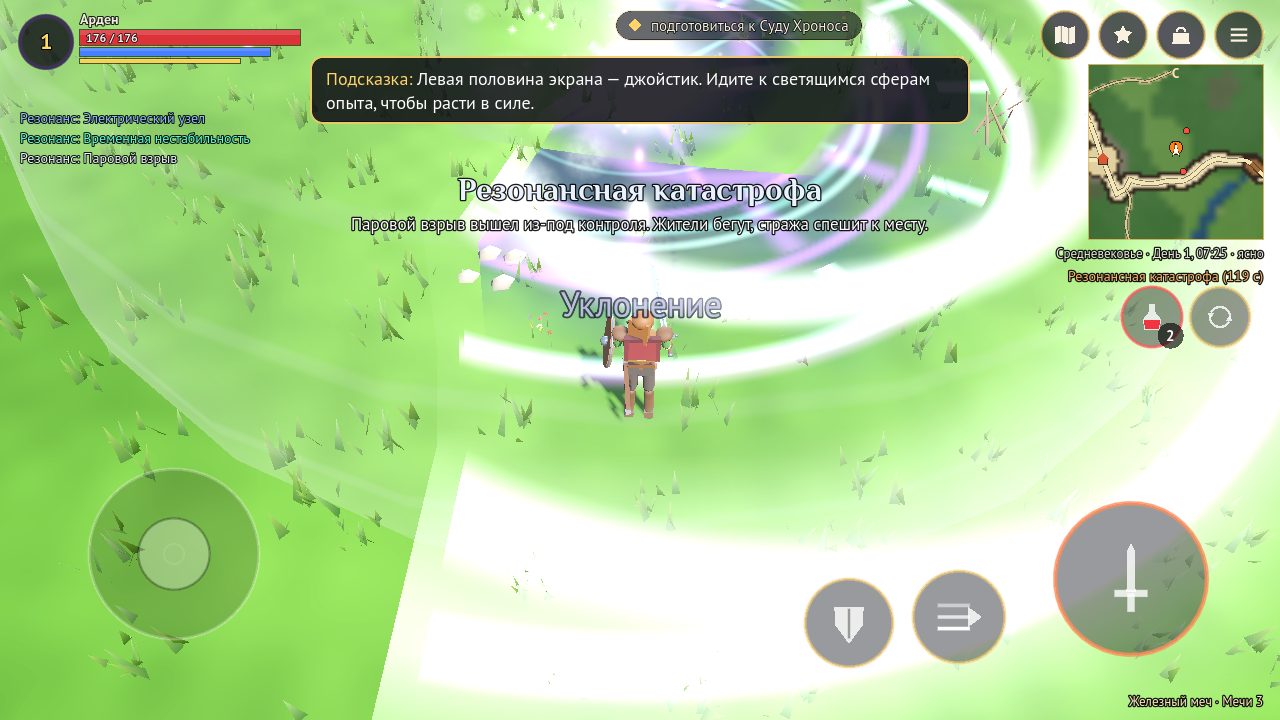 Арден
1
176 / 176
подготовиться к Суду Хроноса
Подсказка: Левая половина экрана — джойстик. Идите к светящимся сферам
опыта, чтобы расти в силе.
С
Резонанс: Электрический узел
Резонанс: Временная нестабильность
Резонанс: Паровой взрыв
Резонансная катастрофа
Паровой взрыв вышел из-под контроля. Жители бегут, стража спешит к месту.
Средневековье · День 1, 07:25 · ясно
Резонансная катастрофа (119 с)
Уклонение
2
Железный меч · Мечи 3